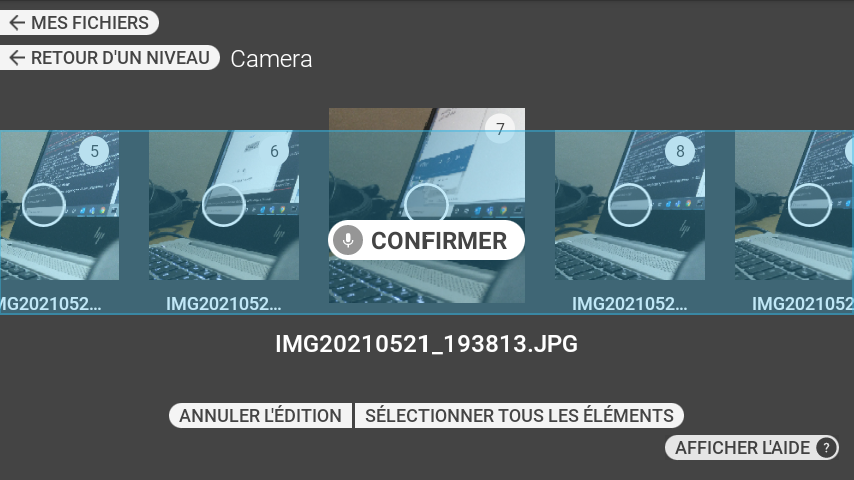 MES FICHIERS
RETOUR D'UN NIVEAU Camera
5 6 7 8
CONFIRMER
MG2021052... IMG2021052... IMG2021052... IMG2021052
IMG20210521_193813.JPG
ANNULER L'ÉDITION SÉLECTIONNER TOUS LES ÉLÉMENTS
AFFICHER L'AIDE ?